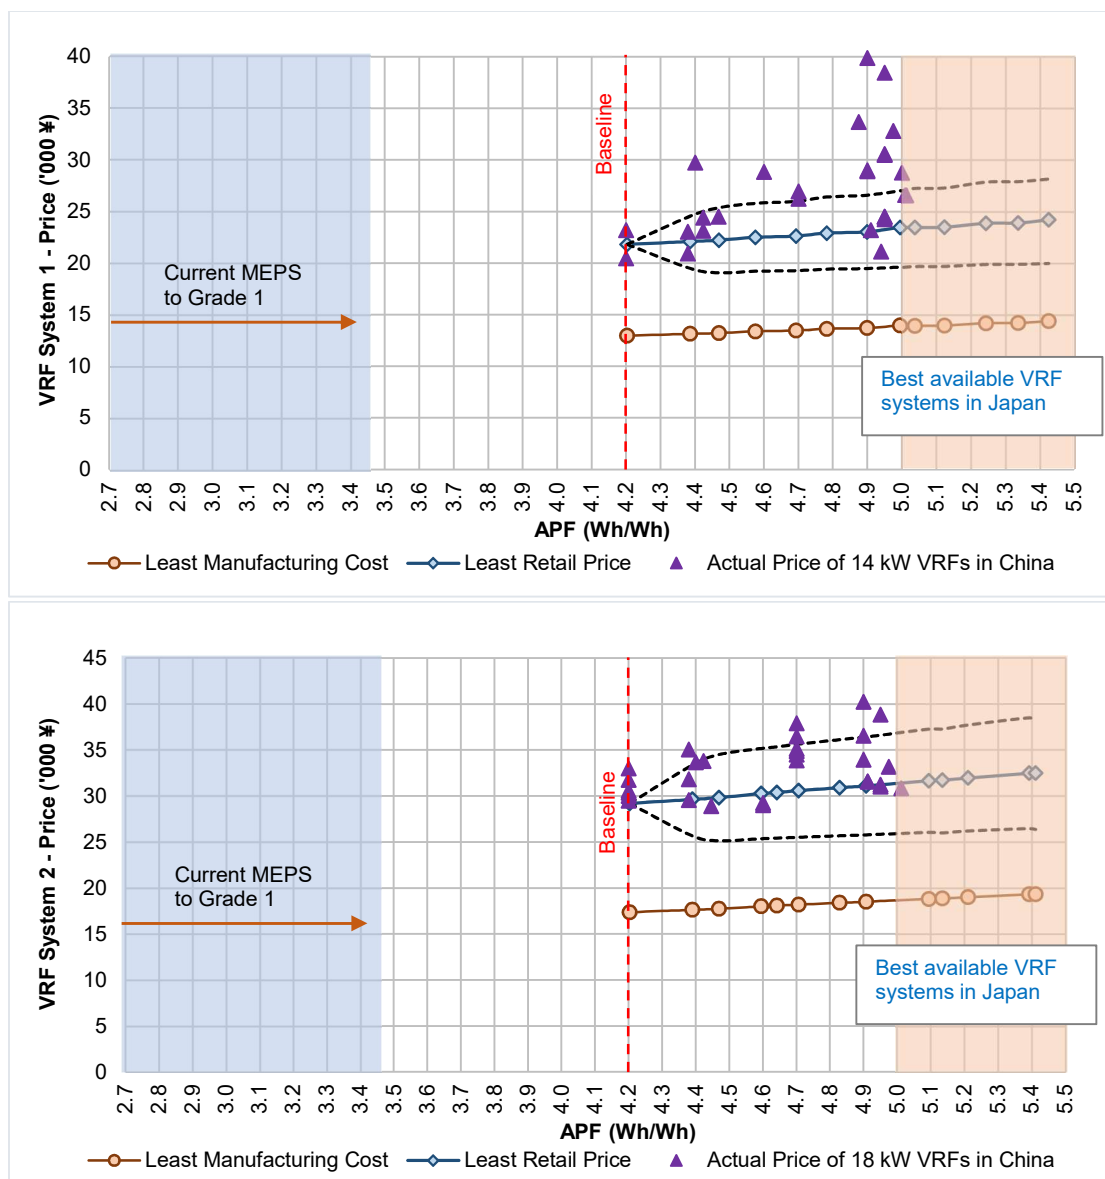 40
35
30
25
20
15
10
5
0
VRF System 1 - Price ('000 ¥)
Baseline
Current MEPS
to Grade 1
Best available VRF
systems in Japan
2.7 2.8 2.9 3.0 3.1 3.2 3.3 3.4 3.5 3.6 3.7 3.8 3.9 4.0 4.1 4.2 4.3 4.4 4.5 4.6 4.7 4.8 4.9 5.0 5.1 5.2 5.3 5.4 5.5
APF (Wh/Wh)
Least Manufacturing Cost Least Retail Price Actual Price of 14 kW VRFs in China
45
40
35
30
25
20
15
10
5
0
VRF System 2 - Price ('000 ¥)
Baseline
Current MEPS
to Grade 1
Best available VRF
systems in Japan
2.7 2.8 2.9 3.0 3.1 3.2 3.3 3.4 3.5 3.6 3.7 3.8 3.9 4.0 4.1 4.2 4.3 4.4 4.5 4.6 4.7 4.8 4.9 5.0 5.1 5.2 5.3 5.4 5.5
APF (Wh/Wh)
Least Manufacturing Cost Least Retail Price Actual Price of 18 kW VRFs in China